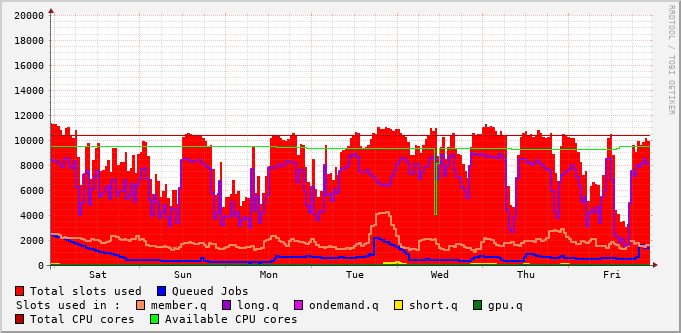 20000
18000
16000
14000
12000
10000
8000
6000
4000
2000
0
Sat Sun Mon Tue Wed Thu Fri
RRDTOOL / TOBI OETIKER
Total slots used Queued Jobs
Slots used in : member.q long.q ondemand.q short.q gpu.q
Total CPU cores Available CPU cores